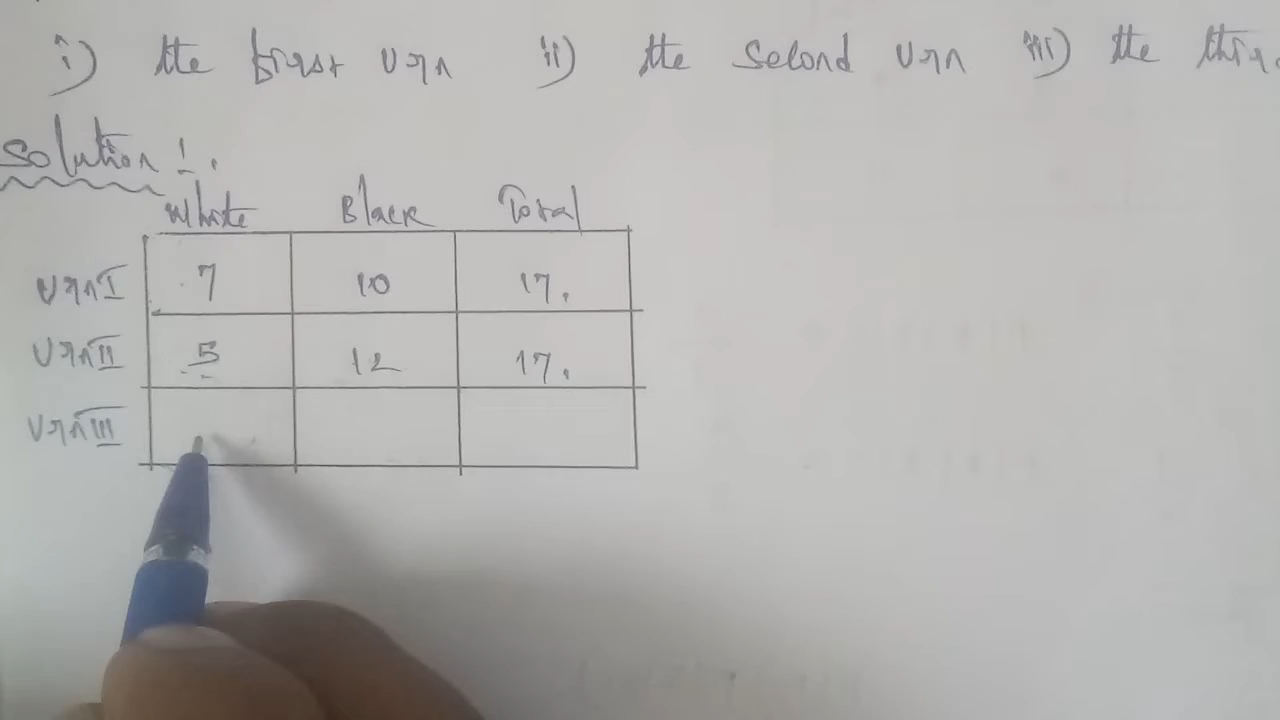 i) the first urn ii) the second urn iii) the
Solution :.
White Black Total
Urn I 7 10 17.
Urn II 5 12 17.
Urn III